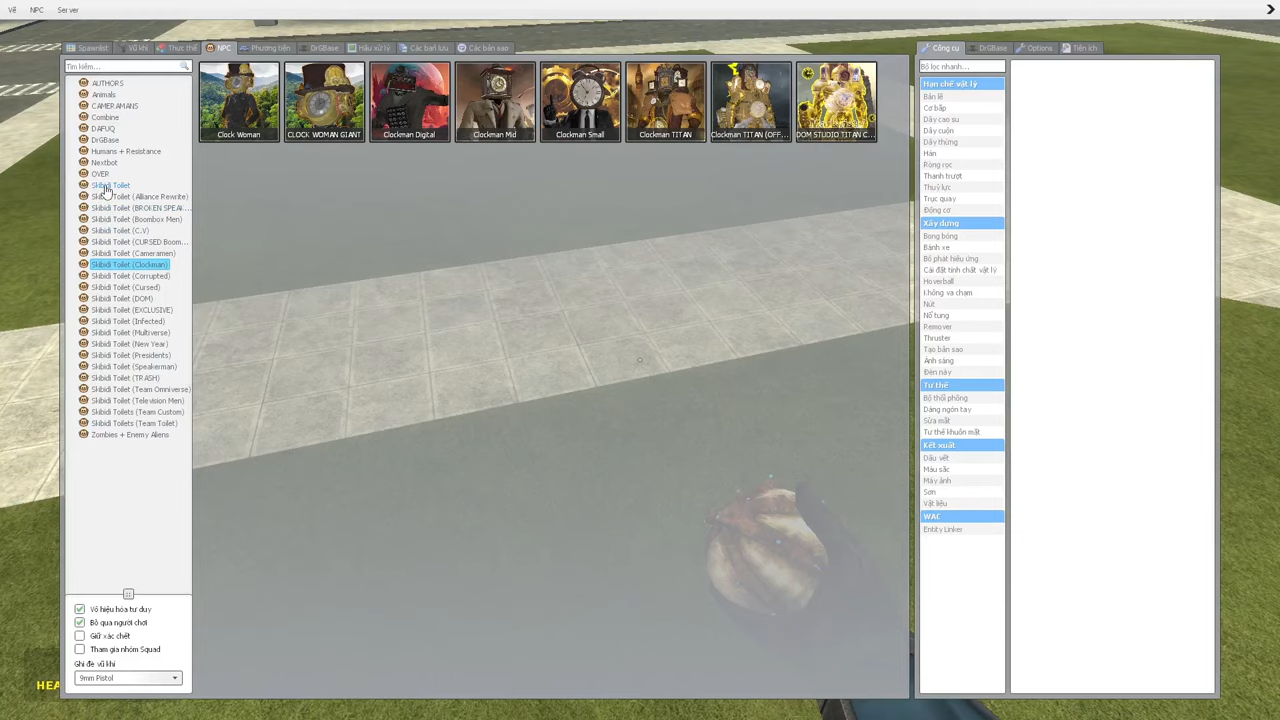 Vẽ NPC Server
Spawnlist Vũ khí Thực thể NPC Phương tiện DrGBase Hậu xử lý Các bạn lưu Các bản sao
Công cụ DrGBase Options Tiện ích
Tìm kiếm...
AUTHORS
Animals
CAMERAMANS
Combine
DAFUQ
DrGBase
Humans + Resistance
Nextbot
OVER
Skibidi Toilet
Skibidi Toilet (Alliance Rewrite)
Skibidi Toilet (BROKEN SPEAK...
Skibidi Toilet (Boombox Men)
Skibidi Toilet (C.V)
Skibidi Toilet (CURSED Boom...
Skibidi Toilet (Cameramen)
Skibidi Toilet (Clockman)
Skibidi Toilet (Corrupted)
Skibidi Toilet (Cursed)
Skibidi Toilet (DOM)
Skibidi Toilet (EXCLUSIVE)
Skibidi Toilet (Infected)
Skibidi Toilet (Multiverse)
Skibidi Toilet (New Year)
Skibidi Toilet (Presidents)
Skibidi Toilet (Speakerman)
Skibidi Toilet (TRASH)
Skibidi Toilet (Team Omniverse)
Skibidi Toilet (Television Men)
Skibidi Toilets (Team Custom)
Skibidi Toilets (Team Toilet)
Zombies + Enemy Aliens
Clock Woman
CLOCK WOMAN GIANT
Clockman Digital
Clockman Mid
Clockman Small
Clockman TITAN
Clockman TITAN (OFF...
DOM STUDIO TITAN C...
Vô hiệu hóa tư duy
Bỏ qua người chơi
Giữ xác chết
Tham gia nhóm Squad
Ghi đè vũ khí
9mm Pistol
HEA
Bộ lọc nhanh...
Hạn chế vật lý
Bản lề
Cơ bắp
Dây cao su
Dây cuộn
Dây thừng
Hàn
Ròng rọc
Thanh trượt
Thuỷ lực
Trục quay
Động cơ
Xây dựng
Bong bóng
Bánh xe
Bộ phát hiệu ứng
Cài đặt tính chất vật lý
Hoverball
Không va chạm
Nút
Nổ tung
Remover
Thruster
Tạo bản sao
Ánh sáng
Đèn này
Tư thế
Bộ thổi phồng
Dáng ngón tay
Sửa mắt
Tư thế khuôn mặt
Kết xuất
Dấu vết
Màu sắc
Máy ảnh
Sơn
Vật liệu
WAC
Entity Linker